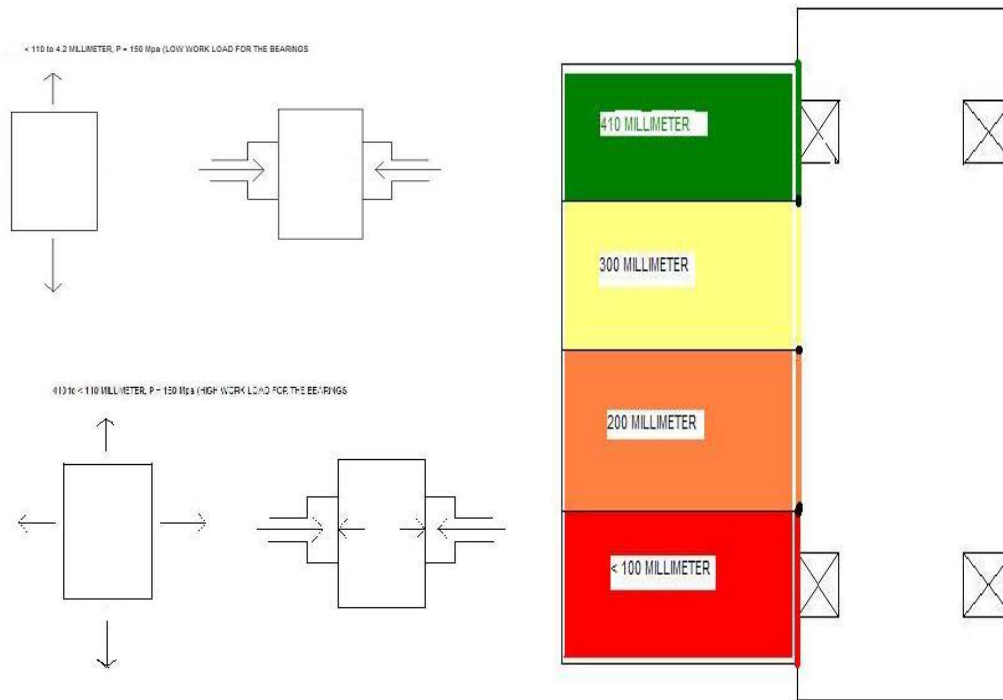 < 110 to 4.2 MILLIMETER, P = 150 Mpa (LOW WORK LOAD FOR THE BEARINGS
410 MILLIMETER
300 MILLIMETER
410 to < 110 MILLIMETER, P = 150 Mpa (HIGH WORK LOAD FOR THE BEARINGS
200 MILLIMETER
< 100 MILLIMETER